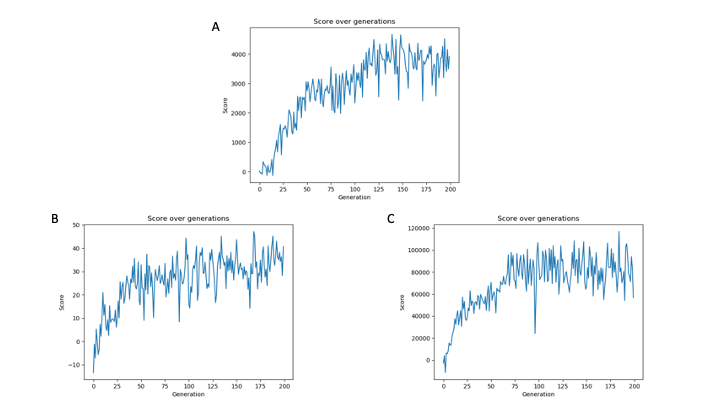 A
Score over generations
4000
3000
2000
1000
0
Score
0 25 50 75 100 125 150 175 200
Generation
B
Score over generations
50
40
30
20
10
0
−10
Score
0 25 50 75 100 125 150 175 200
Generation
C
Score over generations
120000
100000
80000
60000
40000
20000
0
Score
0 25 50 75 100 125 150 175 200
Generation